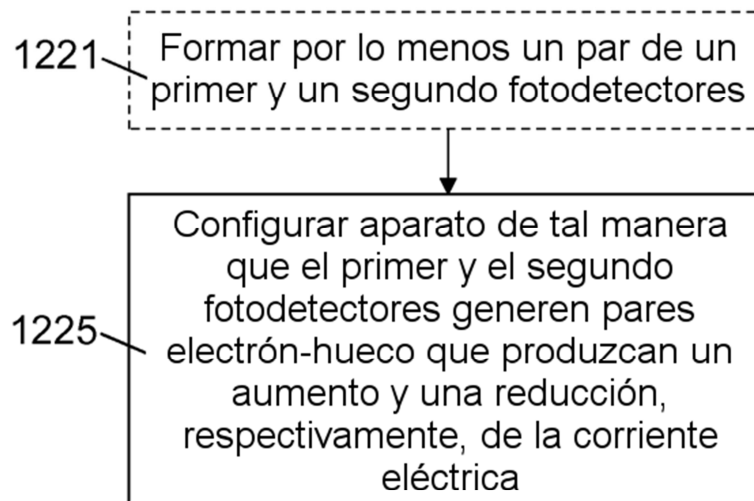 1221
Formar por lo menos un par de un
primer y un segundo fotodetectores
1225
Configurar aparato de tal manera
que el primer y el segundo
fotodetectores generen pares
electrón-hueco que produzcan un
aumento y una reducción,
respectivamente, de la corriente
eléctrica